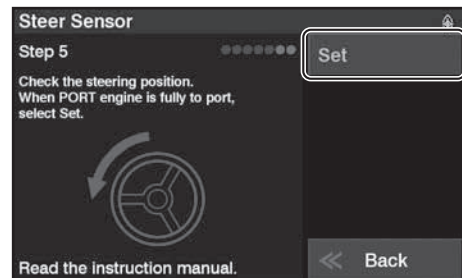 Steer Sensor
Step 5
Set
Check the steering position.
When PORT engine is fully to port,
select Set.
Read the instruction manual.
Back